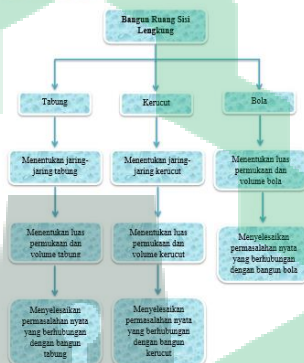 Bangun Ruang Sisi
Lengkung
Tabung
Kerucut
Bola
Menentukan jaring-
jaring tabung
Menentukan jaring-
jaring kerucut
Menentukan luas
permukaan dan
volume bola
Menentukan luas
permukaan dan
volume tabung
Menentukan luas
permukaan dan
volume kerucut
Menyelesaikan
permasalahan nyata
yang berhubungan
dengan bangun bola
Menyelesaikan
permasalahan nyata
yang berhubungan
dengan bangun
tabung
Menyelesaikan
permasalahan nyata
yang berhubungan
dengan bangun
kerucut